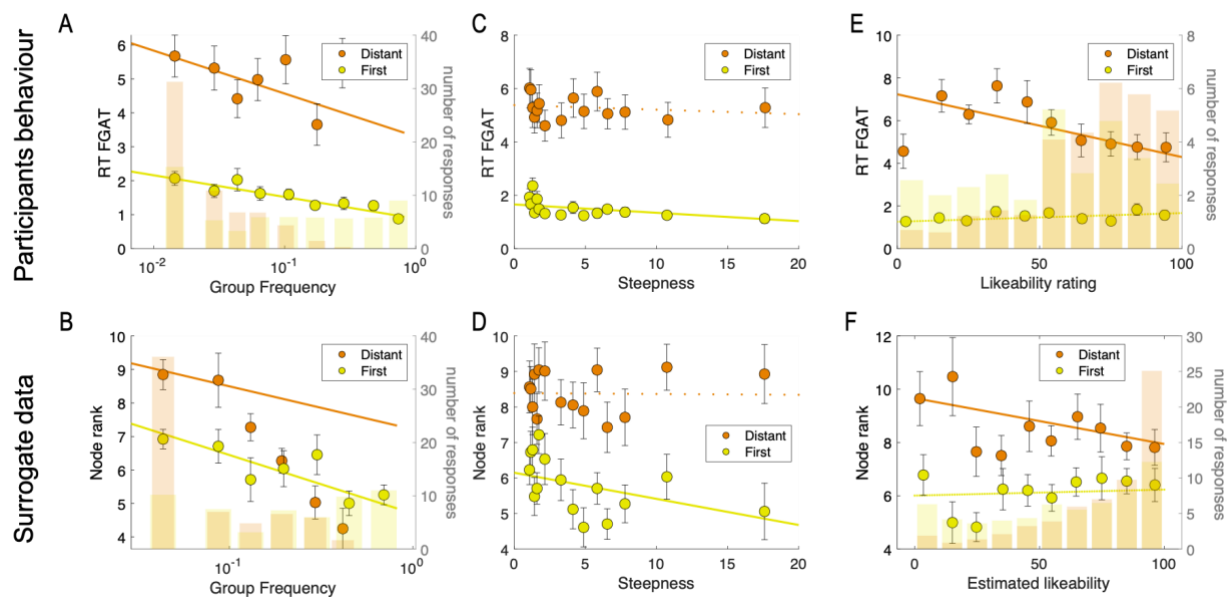 Participants behaviour
A
RT FGAT
6
5
4
3
2
1
0
Distant
First
40
30
20
10
0
number of responses
10⁻² 10⁻¹ 10⁰
Group Frequency
C
RT FGAT
8
6
4
2
0
Distant
First
0 5 10 15 20
Steepness
E
RT FGAT
10
8
6
4
2
0
Distant
First
8
6
4
2
0
number of responses
0 50 100
Likeability rating
Surrogate data
B
Node rank
10
9
8
7
6
5
4
Distant
First
40
30
20
10
0
number of responses
10⁻¹ 10⁰
Group Frequency
D
Node rank
10
9
8
7
6
5
4
Distant
First
0 5 10 15 20
Steepness
F
Node rank
12
10
8
6
4
Distant
First
30
25
20
15
10
5
0
number of responses
0 50 100
Estimated likeability